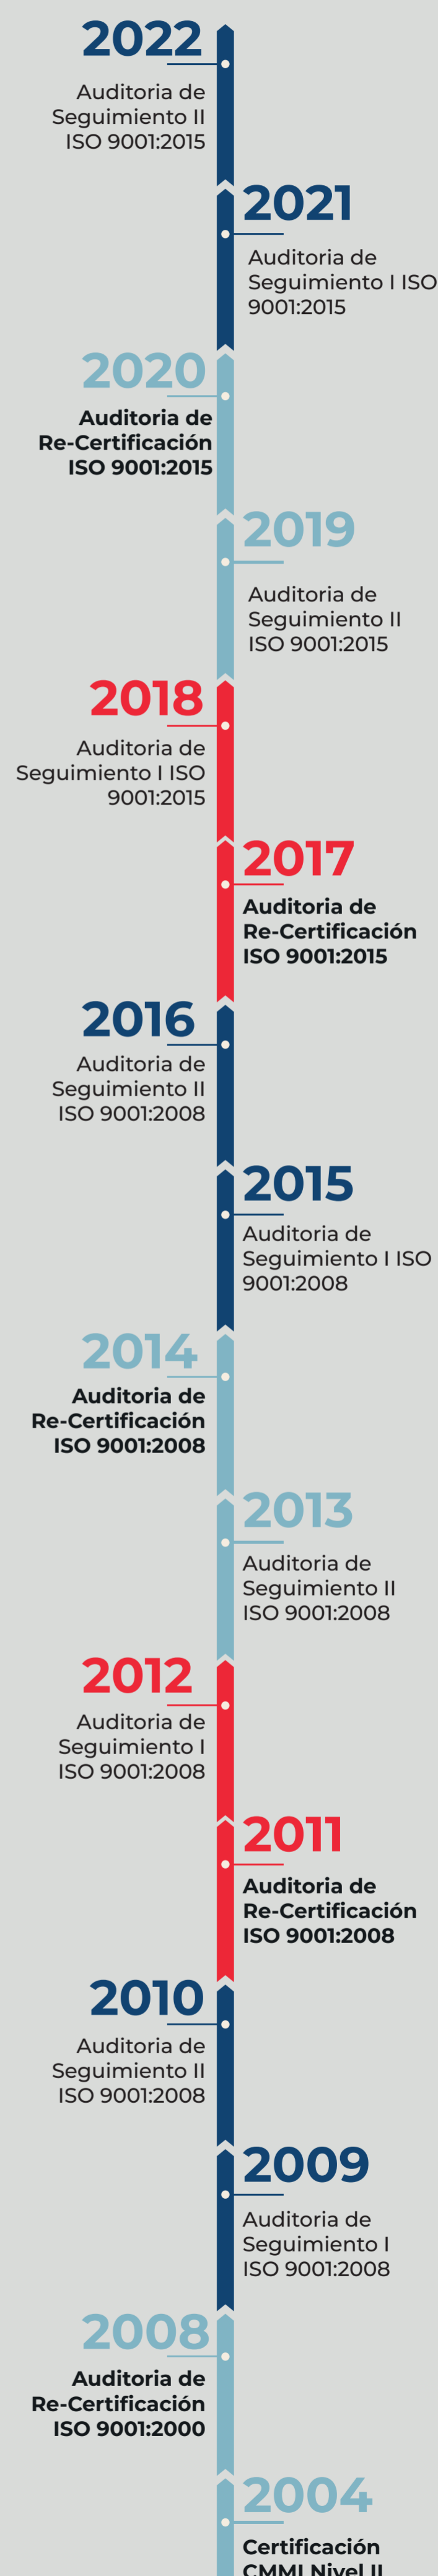 2022
Auditoria de
Seguimiento II
ISO 9001:2015
2021
Auditoria de
Seguimiento I ISO
9001:2015
2020
Auditoria de
Re-Certificación
ISO 9001:2015
2019
Auditoria de
Seguimiento II
ISO 9001:2015
2018
Auditoria de
Seguimiento I ISO
9001:2015
2017
Auditoria de
Re-Certificación
ISO 9001:2015
2016
Auditoria de
Seguimiento II
ISO 9001:2008
2015
Auditoria de
Seguimiento I ISO
9001:2008
2014
Auditoria de
Re-Certificación
ISO 9001:2008
2013
Auditoria de
Seguimiento II
ISO 9001:2008
2012
Auditoria de
Seguimiento I
ISO 9001:2008
2011
Auditoria de
Re-Certificación
ISO 9001:2008
2010
Auditoria de
Seguimiento II
ISO 9001:2008
2009
Auditoria de
Seguimiento I
ISO 9001:2008
2008
Auditoria de
Re-Certificación
ISO 9001:2000
2004
Certificación
CMMI Nivel II